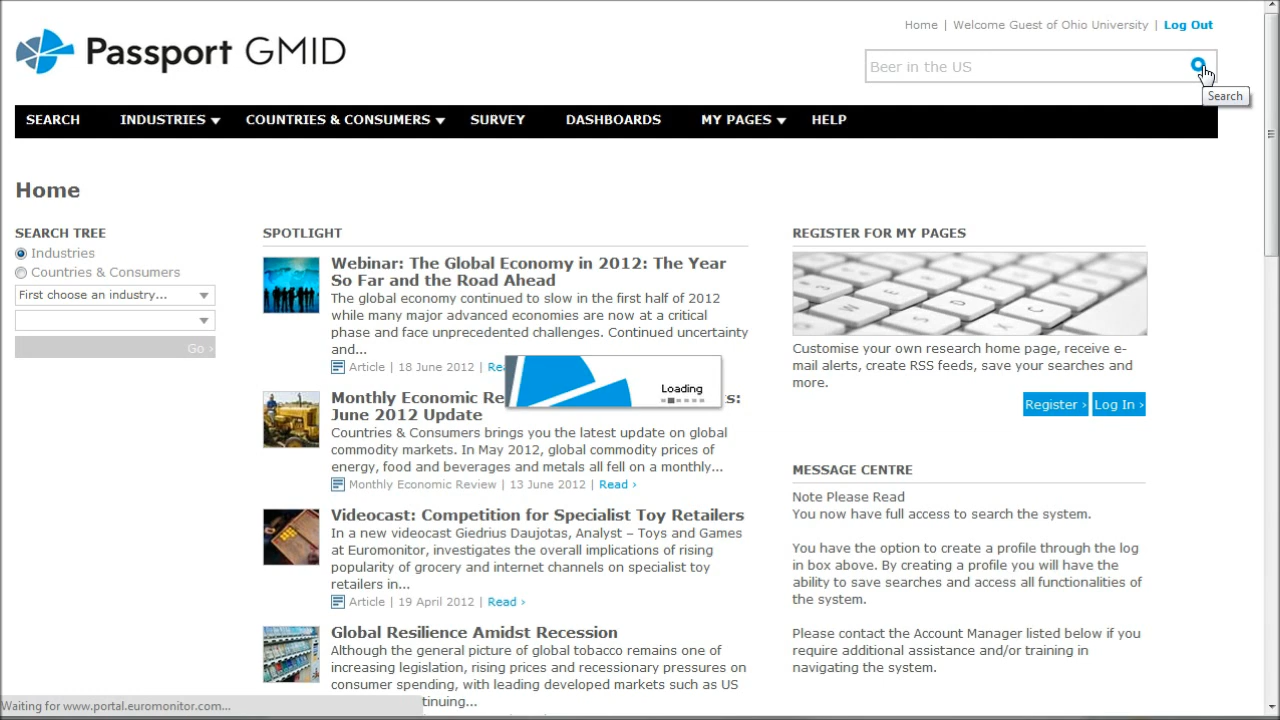 Home | Welcome Guest of Ohio University | Log Out
Passport GMID
Beer in the US
Search
SEARCH INDUSTRIES COUNTRIES & CONSUMERS SURVEY DASHBOARDS MY PAGES HELP
Home
SEARCH TREE
Industries
Countries & Consumers
First choose an industry...
Go ›
SPOTLIGHT
Webinar: The Global Economy in 2012: The Year
So Far and the Road Ahead
The global economy continued to slow in the first half of 2012
while many major advanced economies are now at a critical
phase and face unprecedented challenges. Continued uncertainty
and...
Article | 18 June 2012 |
Loading
Monthly Economic
June 2012 Update
Countries & Consumers brings you the latest update on global
commodity markets. In May 2012, global commodity prices of
energy, food and beverages and metals all fell on a monthly...
Monthly Economic Review | 13 June 2012 | Read ›
Videocast: Competition for Specialist Toy Retailers
In a new videocast Giedrius Daujotas, Analyst – Toys and Games
at Euromonitor, investigates the overall implications of rising
popularity of grocery and internet channels on specialist toy
retailers in...
Article | 19 April 2012 | Read ›
Global Resilience Amidst Recession
Although the general picture of global tobacco remains one of
increasing legislation, rising prices and recessionary pressures on
consumer spending, with leading developed markets such as US
REGISTER FOR MY PAGES
Customise your own research home page, receive e-
mail alerts, create RSS feeds, save your searches and
more.
Register › Log In ›
MESSAGE CENTRE
Note Please Read
You now have full access to search the system.
You have the option to create a profile through the log
in box above. By creating a profile you will have the
ability to save searches and access all functionalities of
the system.
Please contact the Account Manager listed below if you
require additional assistance and/or training in
navigating the system.
Waiting for www.portal.euromonitor.com...